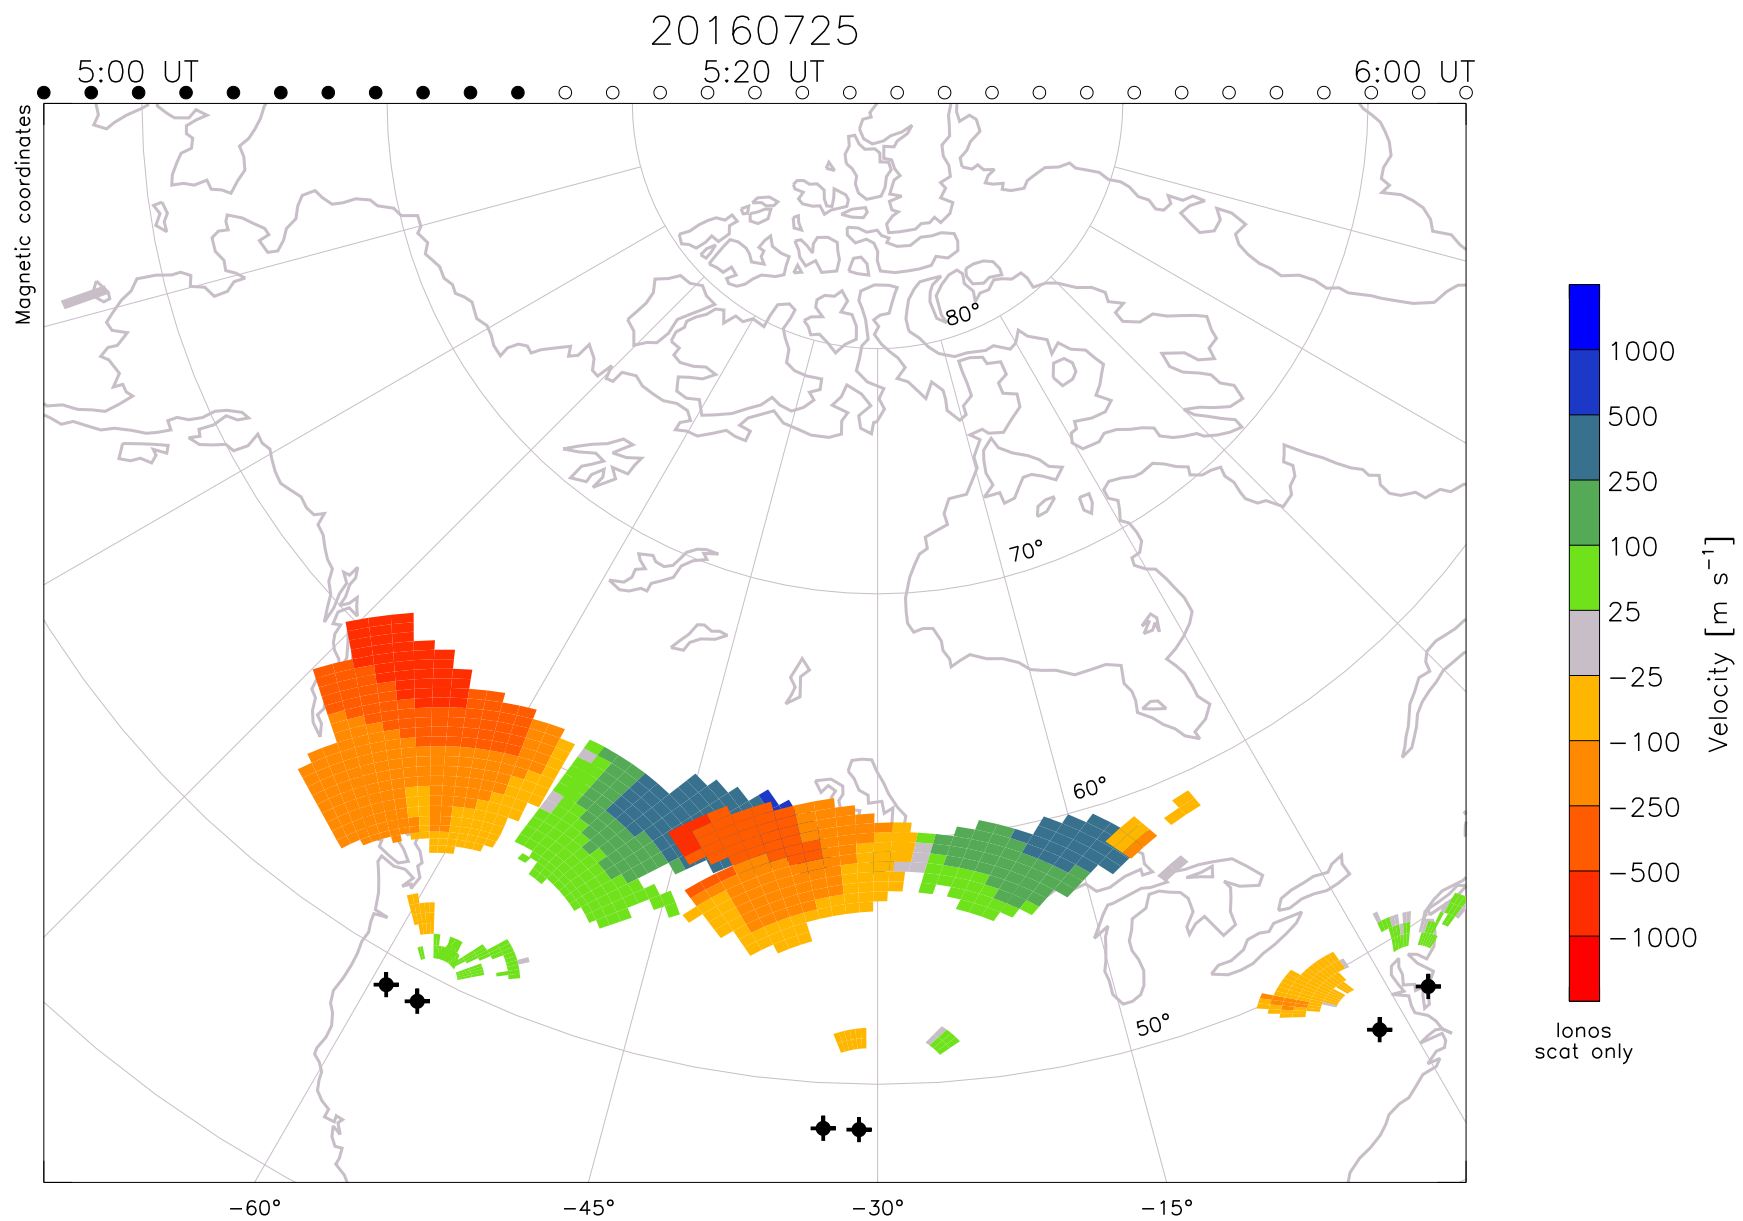 20160725
5:00 UT
5:20 UT
6:00 UT
Magnetic coordinates
80°
70°
60°
50°
1000
500
250
100
25
−25
−100
−250
−500
−1000
Velocity [m s⁻¹]
Ionos
scat only
−60°
−45°
−30°
−15°